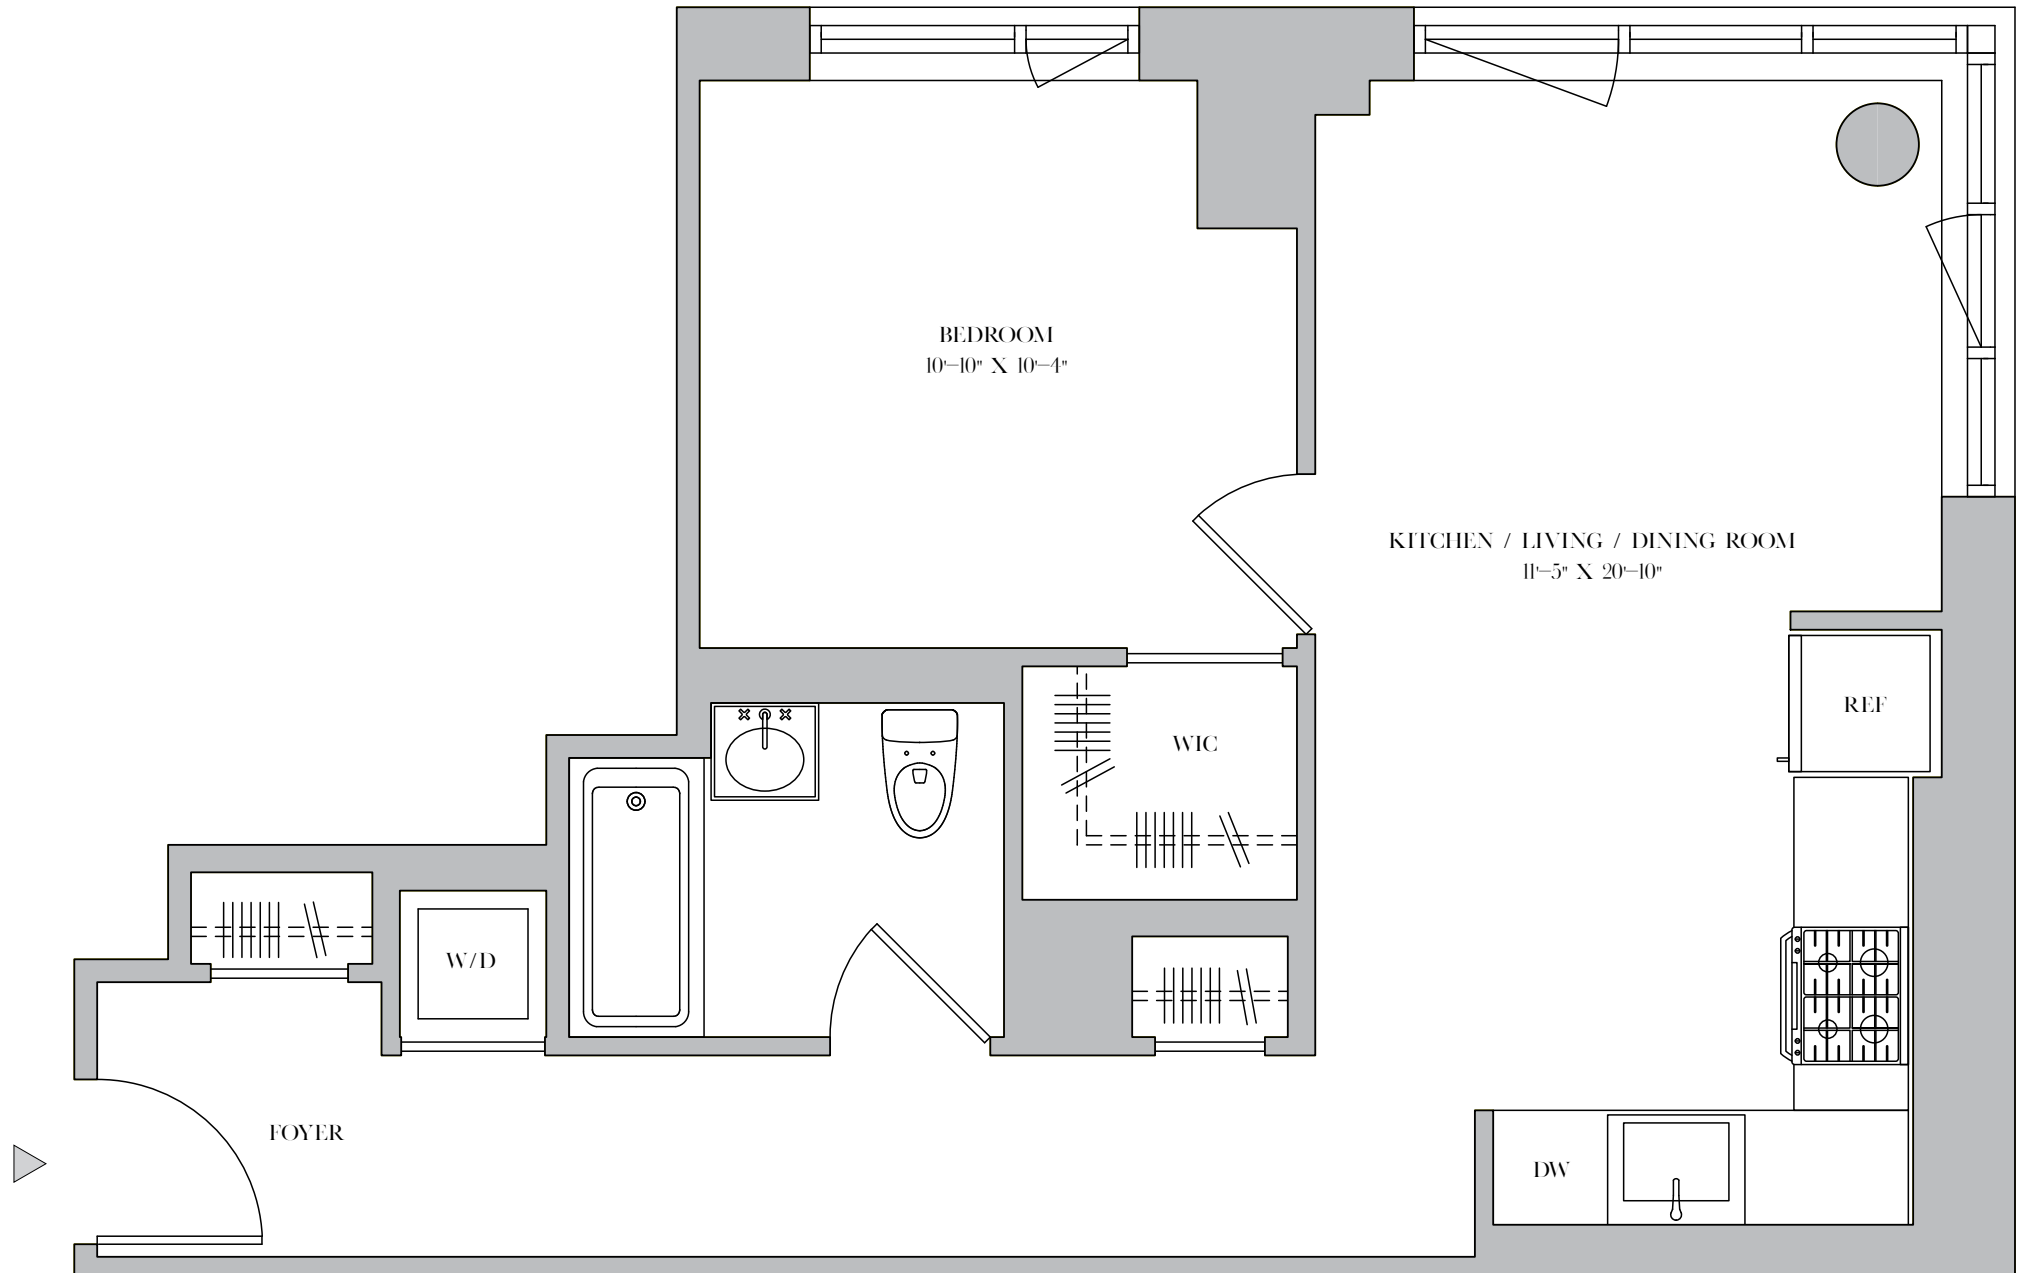 BEDROOM
10'-10" X 10'-4"
KITCHEN / LIVING / DINING ROOM
11'-5" X 20'-10"
REF
WIC
W/D
FOYER
DW